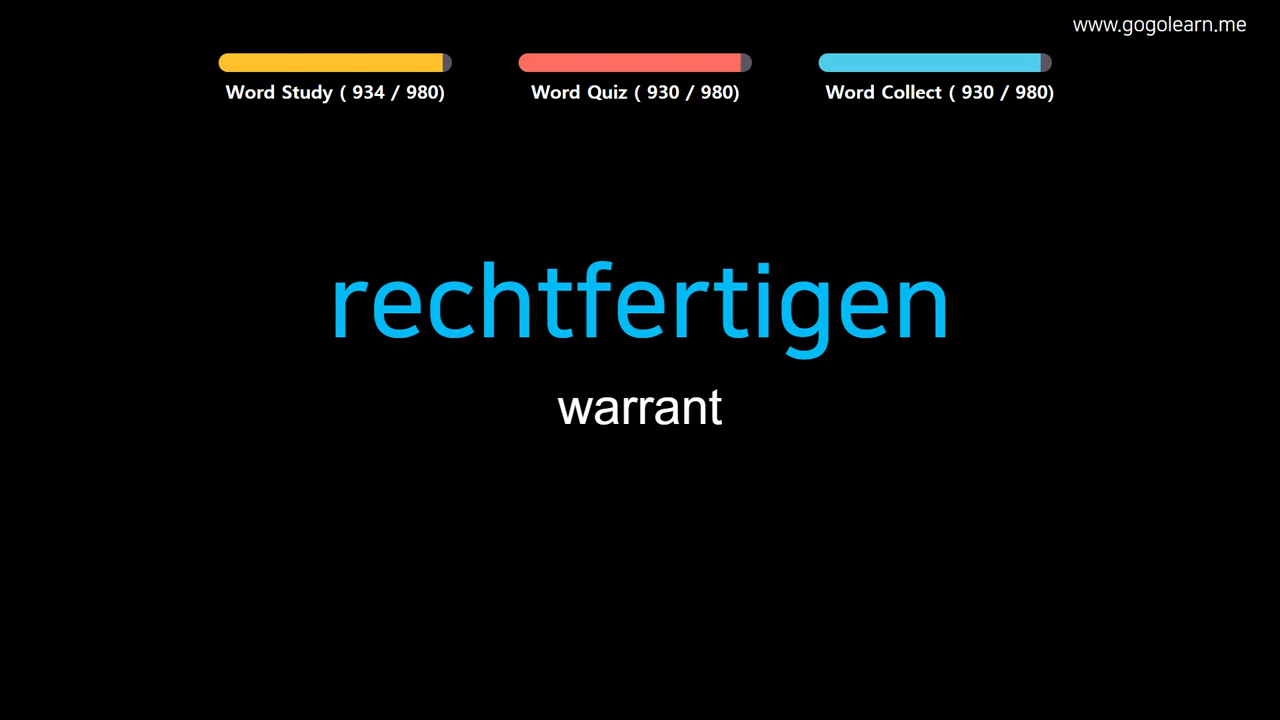 www.gogolearn.me
Word Study ( 934 / 980)
Word Quiz ( 930 / 980)
Word Collect ( 930 / 980)
rechtfertigen
warrant